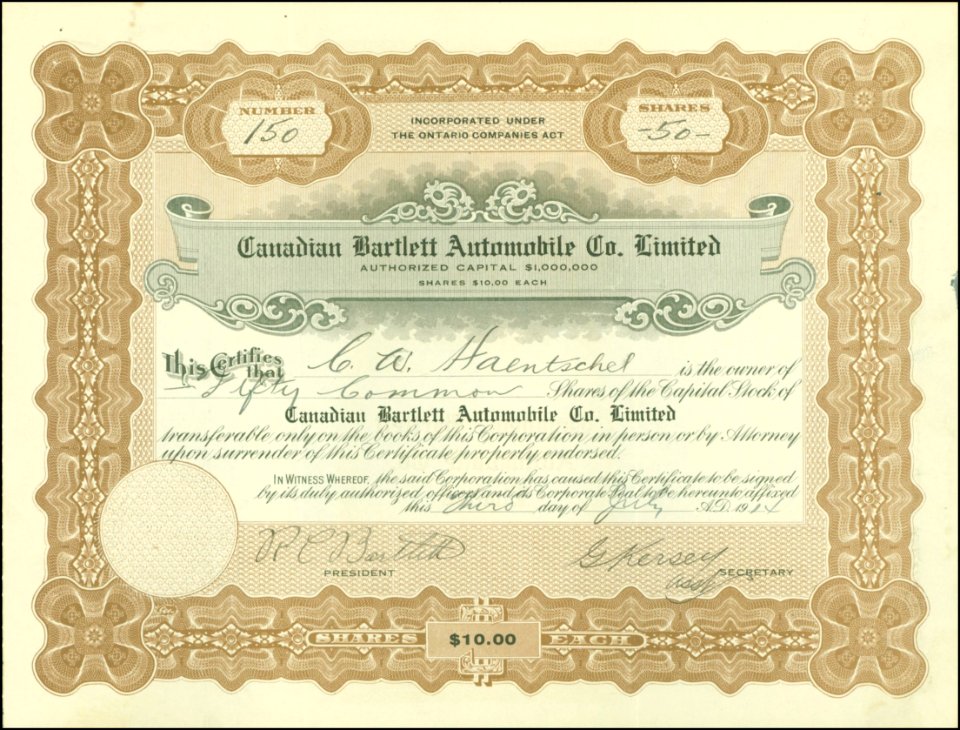 NUMBER
150
INCORPORATED UNDER
THE ONTARIO COMPANIES ACT
SHARES
-50-
Canadian Bartlett Automobile Co. Limited
AUTHORIZED CAPITAL $1,000,000
SHARES $10.00 EACH
This Certifies that C. W. Haentschel is the owner of
Fifty Common Shares of the Capital Stock of
Canadian Bartlett Automobile Co. Limited
transferable only on the books of this Corporation in person or by Attorney
upon surrender of this Certificate properly endorsed.
IN WITNESS WHEREOF, the said Corporation has caused this Certificate to be signed
by its duly authorized officers and its Corporate Seal to be hereunto affixed
this Third day of July A.D. 1914
R C Bartlett
PRESIDENT
G Kersey
Asst SECRETARY
SHARES $10.00 EACH